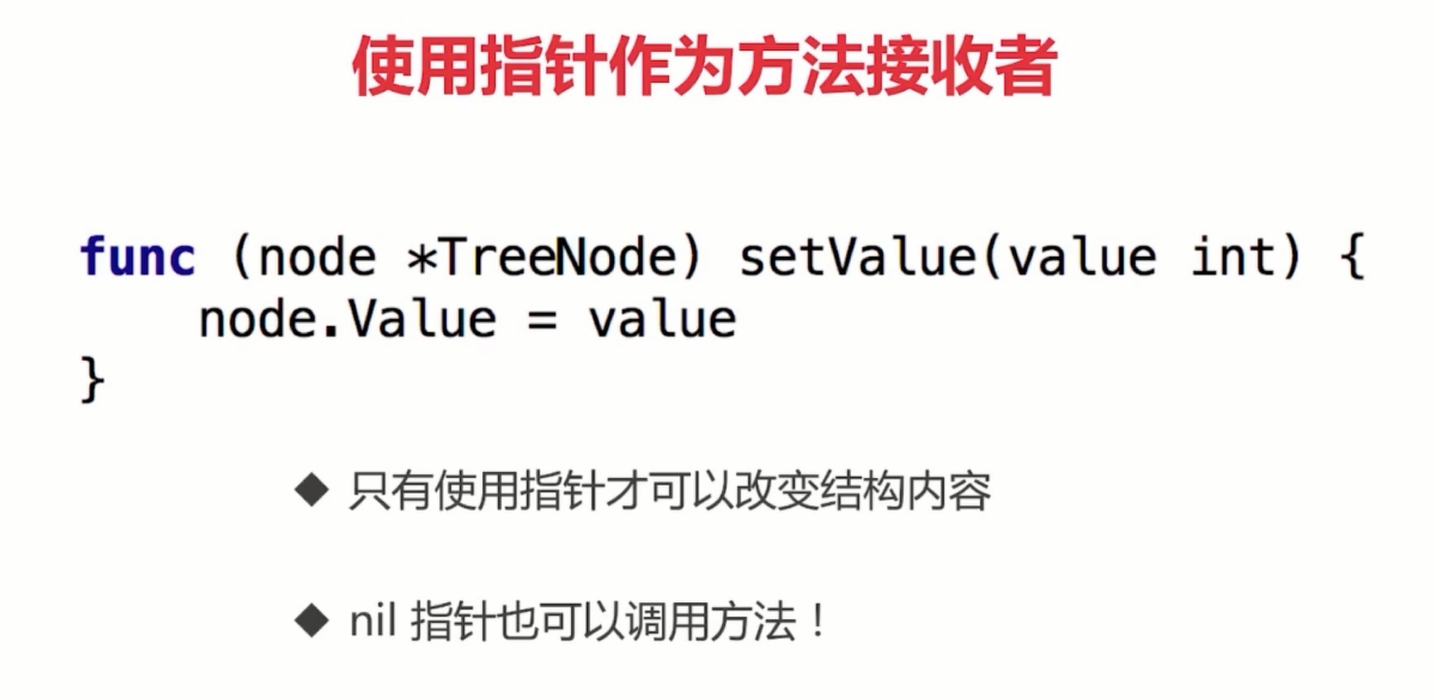 使用指针作为方法接收者
func (node *TreeNode) setValue(value int) {
    node.Value = value
}
◆ 只有使用指针才可以改变结构内容
◆ nil 指针也可以调用方法！